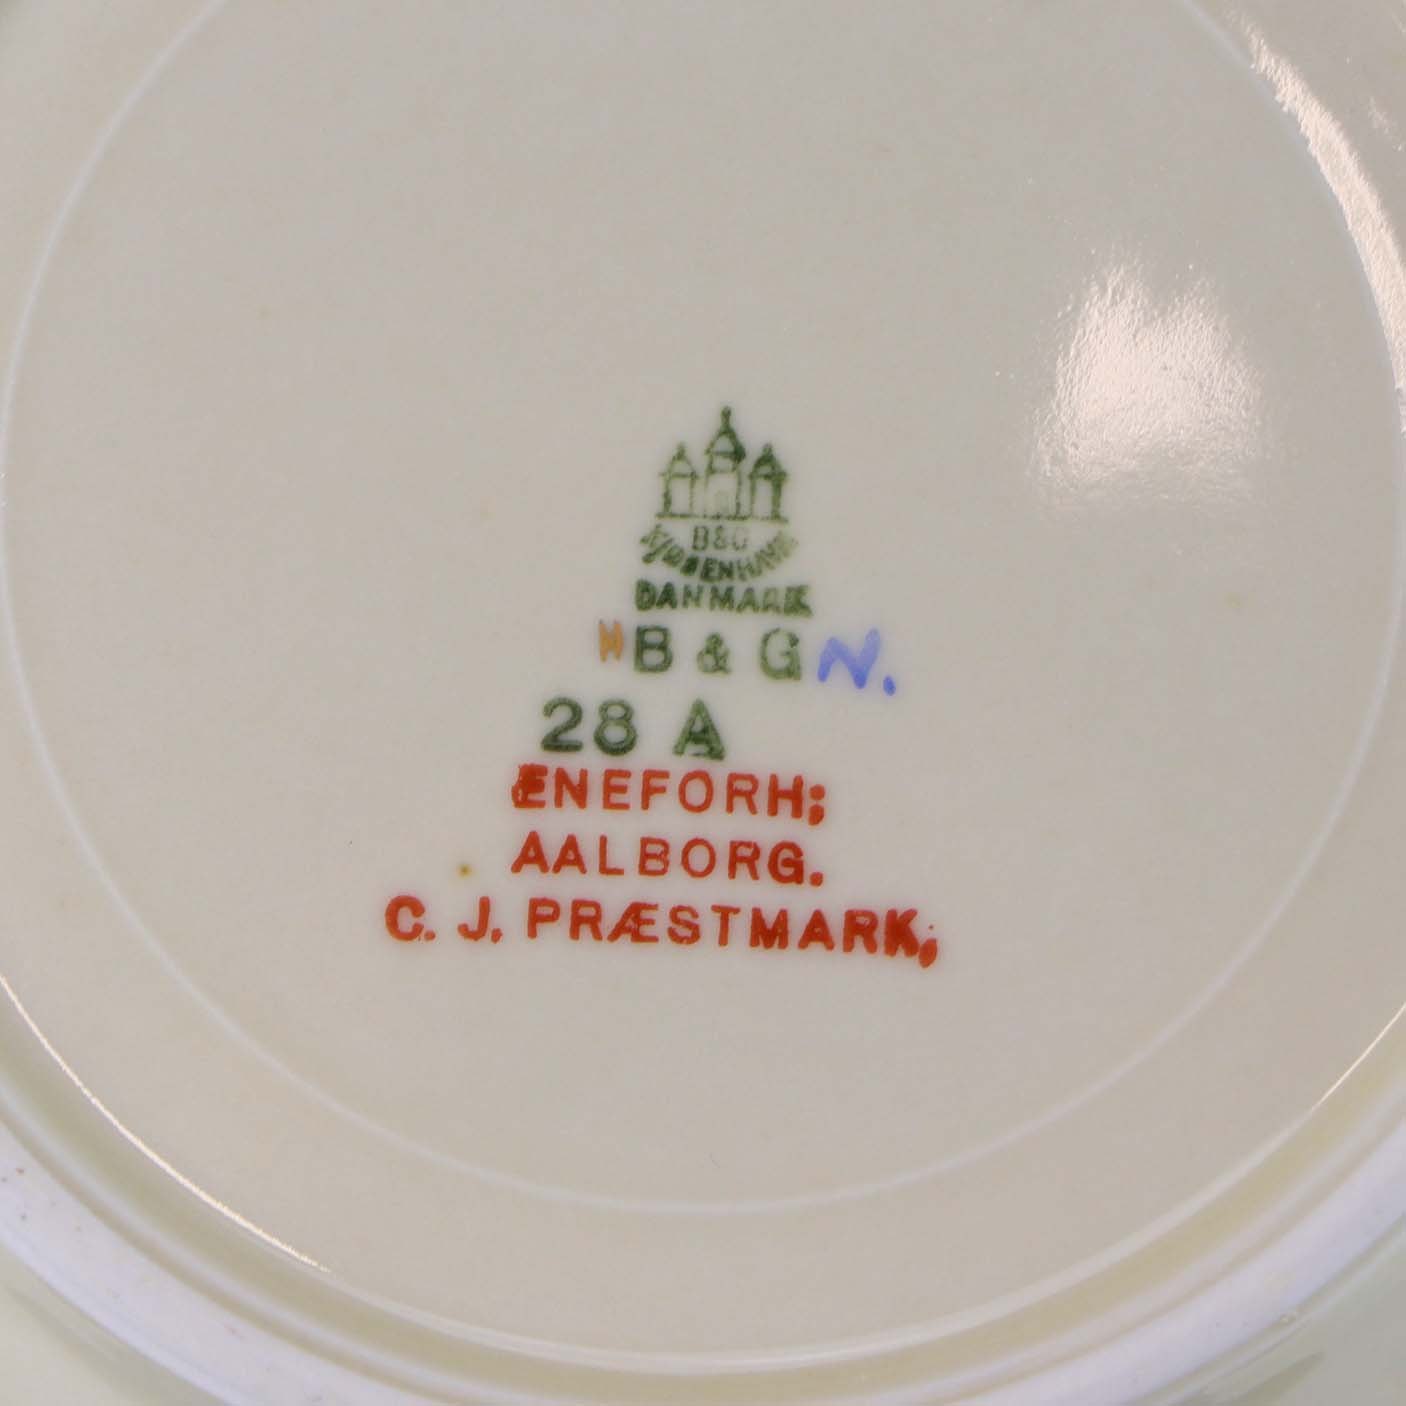 B&G
KJØBENHAVN
DANMARK
H B & G N.
28 A
ENEFORH;
AALBORG.
C. J. PRÆSTMARK;